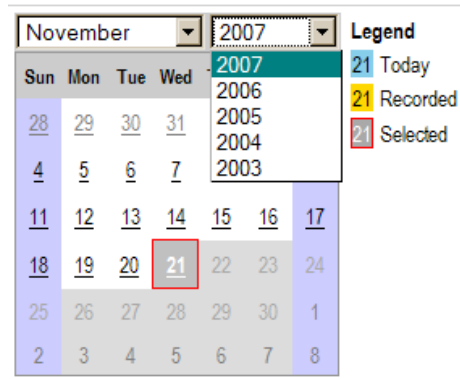 November 2007 Legend
Sun Mon Tue Wed 2007 21 Today
2006 21 Recorded
28 29 30 31 2005 21 Selected
2004
4 5 6 7 2003
11 12 13 14 15 16 17
18 19 20 21 22 23 24
25 26 27 28 29 30 1
2 3 4 5 6 7 8